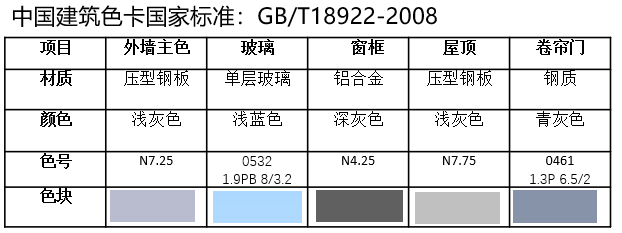 中国建筑色卡国家标准：GB/T18922-2008
项目 外墙主色 玻璃 窗框 屋顶 卷帘门
材质 压型钢板 单层玻璃 铝合金 压型钢板 钢质
颜色 浅灰色 浅蓝色 深灰色 浅灰色 青灰色
色号 N7.25 0532 N4.25 N7.75 0461
1.9PB 8/3.2 1.3P 6.5/2
色块